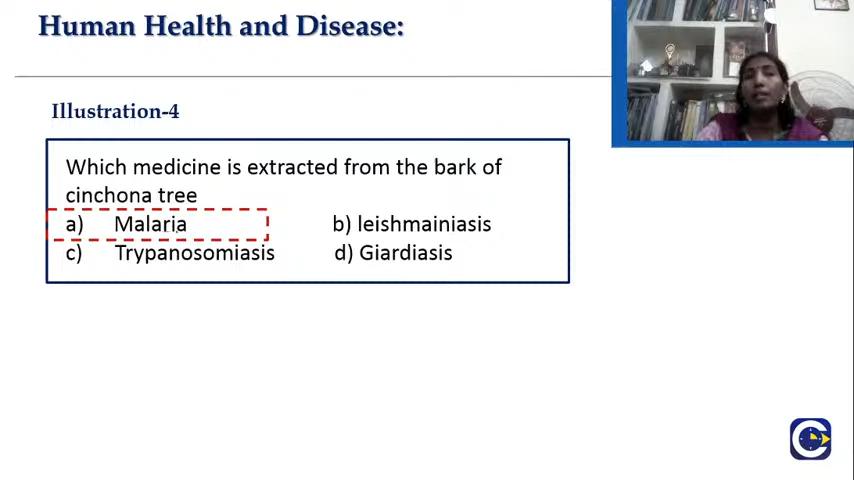 Human Health and Disease:
Illustration-4
Which medicine is extracted from the bark of
cinchona tree
a) Malaria b) leishmainiasis
c) Trypanosomiasis d) Giardiasis